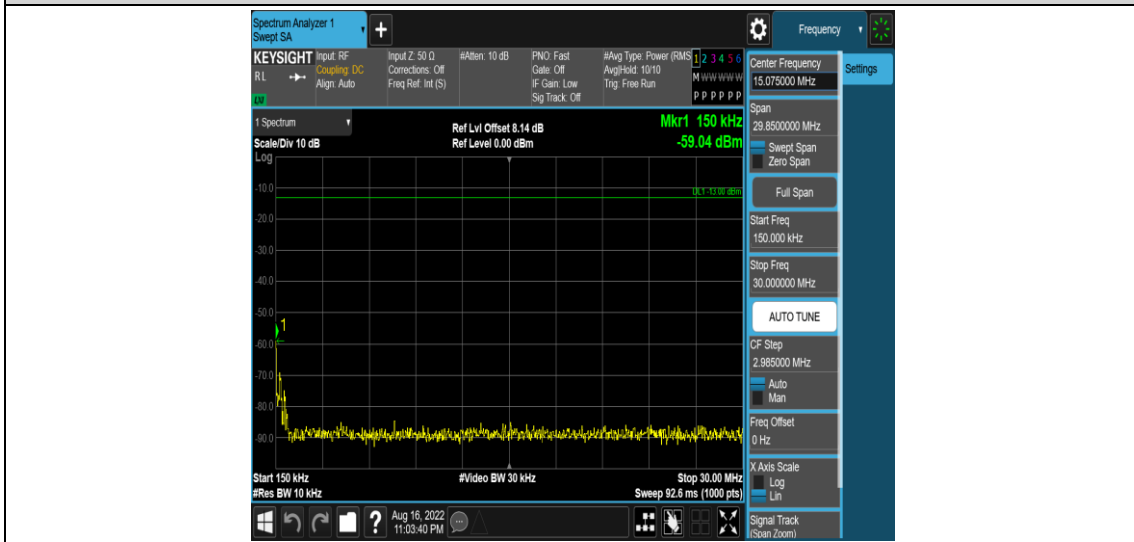 Spectrum Analyzer 1
Swept SA
+
Frequency
KEYSIGHT Input: RF Input Z: 50 Ω #Atten: 10 dB PNO: Fast #Avg Type: Power (RMS 1 2 3 4 5 6
RL Coupling: DC Corrections: Off Gate: Off Avg|Hold: 10/10 M W W W W W
Align: Auto Freq Ref: Int (S) IF Gain: Low Trig: Free Run
Sig Track: Off P P P P P P
1 Spectrum
Ref Lvl Offset 8.14 dB
Mkr1 150 kHz
Scale/Div 10 dB
Ref Level 0.00 dBm
-59.04 dBm
Log
-10.0
DL1 -13.00 dBm
-20.0
-30.0
-40.0
-50.0
1
-60.0
-70.0
-80.0
-90.0
Start 150 kHz
#Video BW 30 kHz
Stop 30.00 MHz
#Res BW 10 kHz
Sweep 92.6 ms (1000 pts)
?
Aug 16, 2022
11:03:40 PM
Center Frequency
15.075000 MHz
Settings
Span
29.8500000 MHz
Swept Span
Zero Span
Full Span
Start Freq
150.000 kHz
Stop Freq
30.000000 MHz
AUTO TUNE
CF Step
2.985000 MHz
Auto
Man
Freq Offset
0 Hz
X Axis Scale
Log
Lin
Signal Track
(Span Zoom)